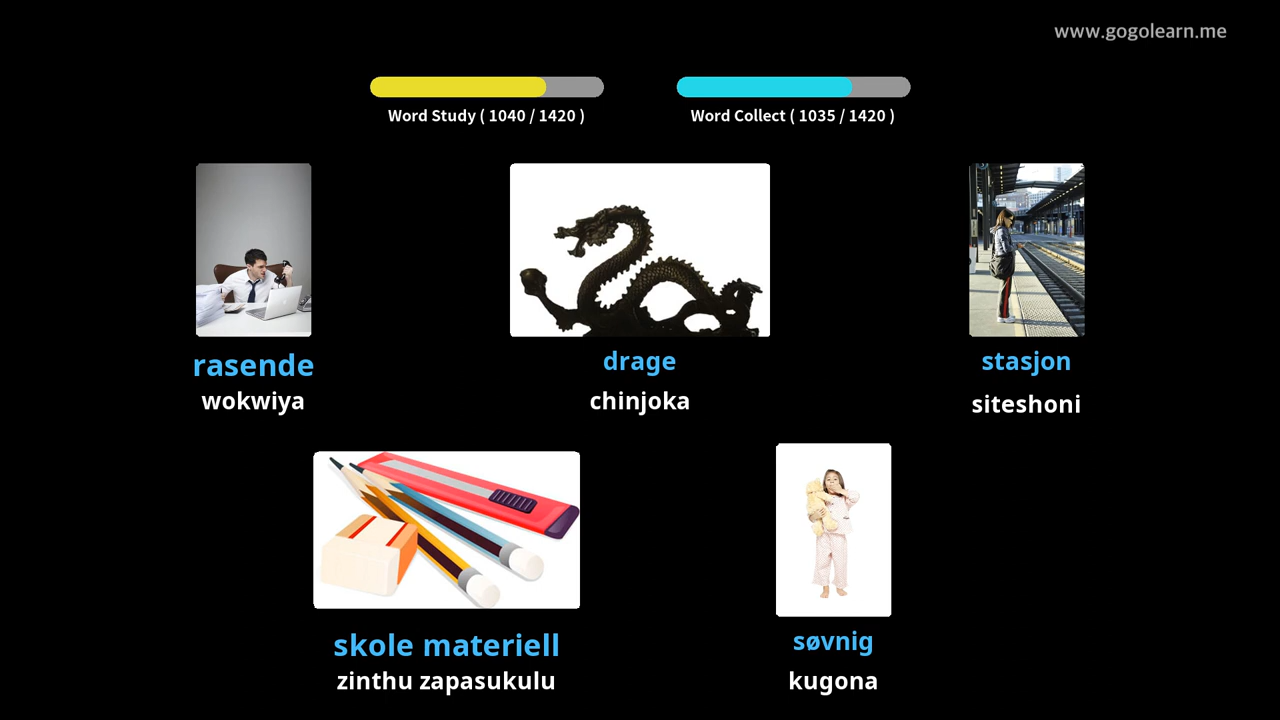 www.gogolearn.me
Word Study ( 1040 / 1420 )
Word Collect ( 1035 / 1420 )
rasende
wokwiya
drage
chinjoka
stasjon
siteshoni
skole materiell
zinthu zapasukulu
søvnig
kugona